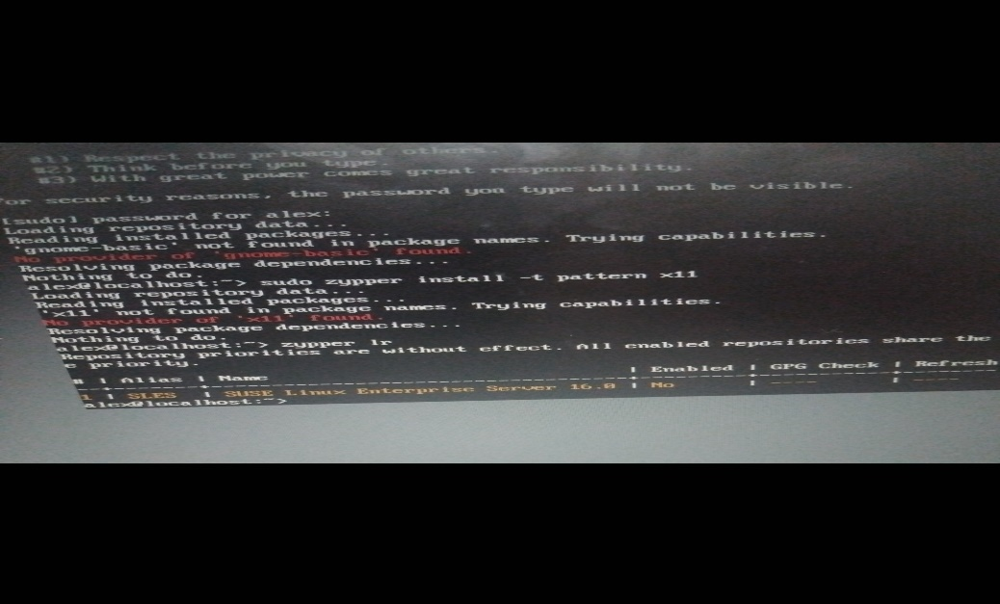 #1) Respect the privacy of others.
#2) Think before you type.
#3) With great power comes great responsibility.
or security reasons, the password you type will not be visible.
[sudo] password for alex:
Loading repository data...
Reading installed packages...
'gnome-basic' not found in package names. Trying capabilities.
No provider of 'gnome-basic' found.
Resolving package dependencies...
Nothing to do.
alex@localhost:~> sudo zypper install -t pattern x11
Loading repository data...
Reading installed packages...
'x11' not found in package names. Trying capabilities.
No provider of 'x11' found.
Resolving package dependencies...
Nothing to do.
alex@localhost:~> zypper lr
Repository priorities are without effect. All enabled repositories share the
e priority.
# | Alias | Name | Enabled | GPG Check | Refresh
1 | SLES | SUSE Linux Enterprise Server 16.0 | No | ---- | ----
alex@localhost:~>